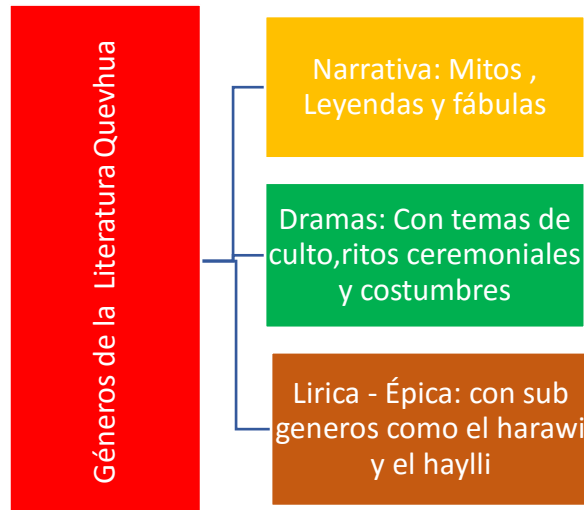 Géneros de la  Literatura Quevhua
Narrativa: Mitos ,
Leyendas y fábulas
Dramas: Con temas de
culto,ritos ceremoniales
y costumbres
Lirica - Épica: con sub
generos como el harawi
y el haylli